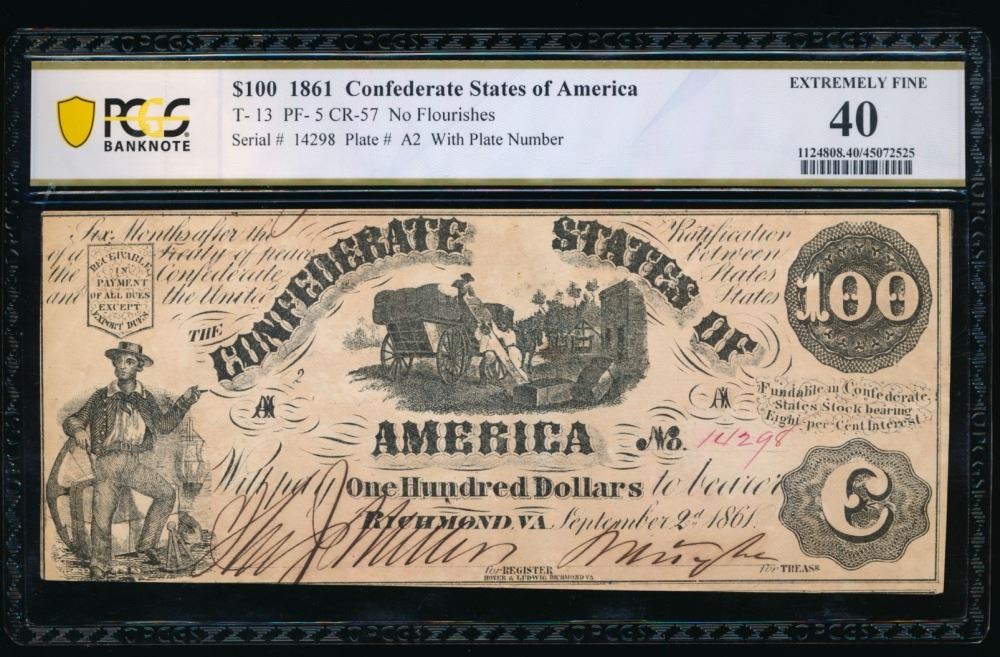 $100 1861 Confederate States of America
T- 13 PF- 5 CR-57 No Flourishes
Serial # 14298 Plate # A2 With Plate Number
PCGS
BANKNOTE
EXTREMELY FINE
40
1124808.40/45072525
Six Months after the Ratification
of a Treaty of peace between
the Confederate States
and the United States
RECEIVABLE
IN
PAYMENT
OF ALL DUES
EXCEPT
EXPORT DUES
THE CONFEDERATE STATES OF
AMERICA
100
2
A A
Fundable in Confederate
States Stock bearing
Eight per Cent Interest
No. 14298
Will pay One Hundred Dollars to bearer
RICHMOND, VA September 2d 1861.
C
for REGISTER
for TREASR
HOYER & LUDWIG, RICHMOND VA